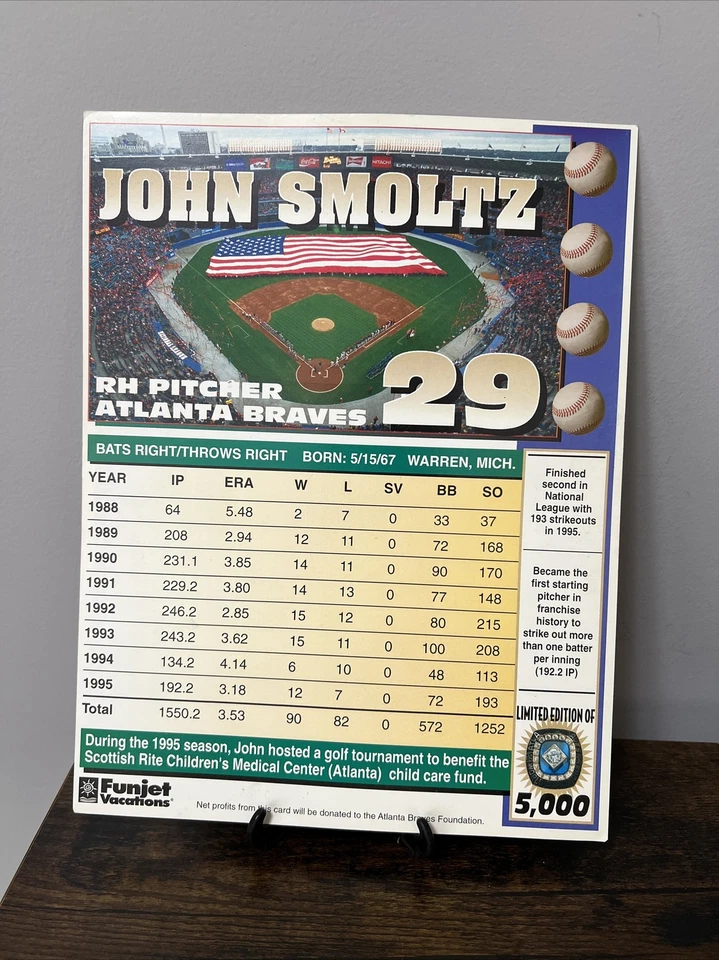 JOHN SMOLTZ
RH PITCHER
ATLANTA BRAVES
29
BATS RIGHT/THROWS RIGHT BORN: 5/15/67 WARREN, MICH.
YEAR IP ERA W L SV BB SO
1988 64 5.48 2 7 0 33 37
1989 208 2.94 12 11 0 72 168
1990 231.1 3.85 14 11 0 90 170
1991 229.2 3.80 14 13 0 77 148
1992 246.2 2.85 15 12 0 80 215
1993 243.2 3.62 15 11 0 100 208
1994 134.2 4.14 6 10 0 48 113
1995 192.2 3.18 12 7 0 72 193
Total 1550.2 3.53 90 82 0 572 1252
During the 1995 season, John hosted a golf tournament to benefit the
Scottish Rite Children's Medical Center (Atlanta) child care fund.
Funjet
Vacations®
Net profits from this card will be donated to the Atlanta Braves Foundation.
Finished
second in
National
League with
193 strikeouts
in 1995.
Became the
first starting
pitcher in
franchise
history to
strike out more
than one batter
per inning
(192.2 IP)
LIMITED EDITION OF
5,000
Coca-Cola
HITACHI